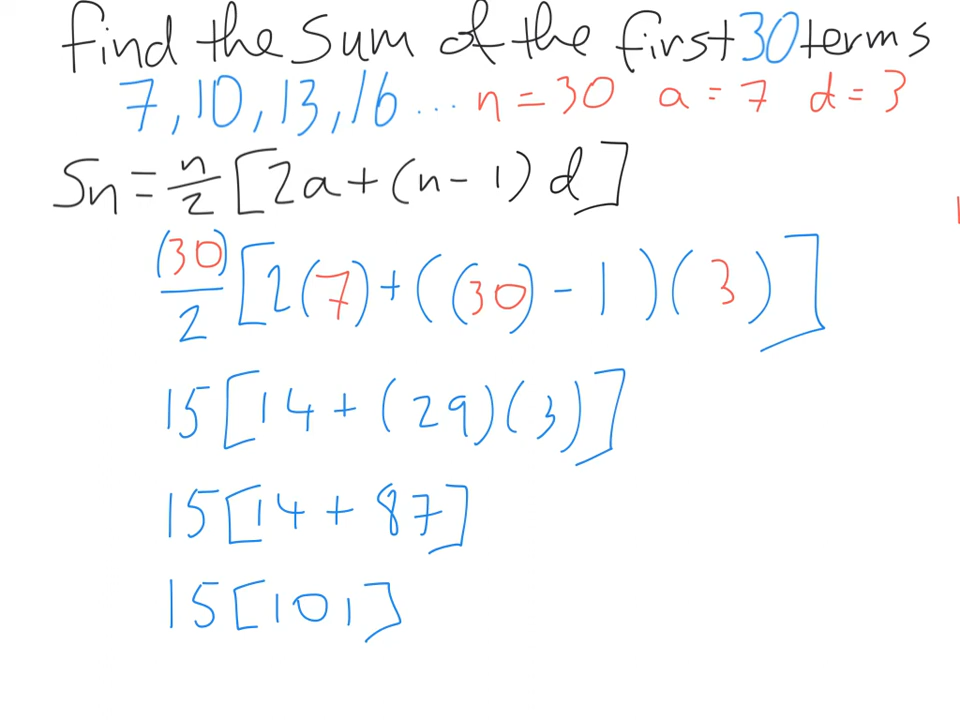 find the sum of the first 30 terms
7, 10, 13, 16 ... n = 30 a = 7 d = 3
Sn = n/2 [2a + (n - 1) d]
(30)/2 [2(7) + ((30) - 1)(3)]
15[14 + (29)(3)]
15[14 + 87]
15[101]